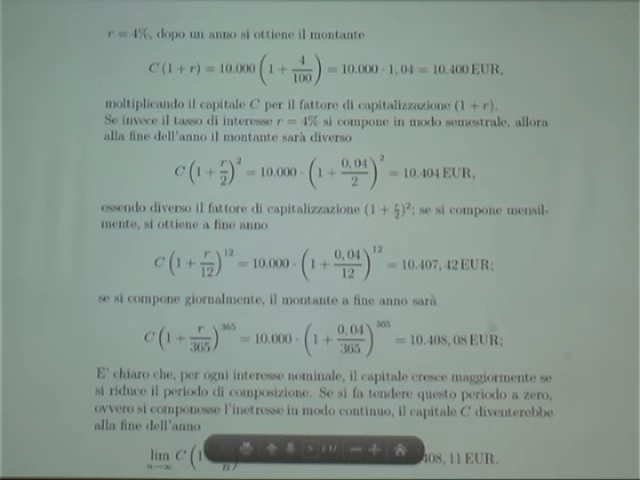 r = 4%, dopo un anno si ottiene il montante
C (1 + r) = 10.000 (1 + 4/100) = 10.000 · 1, 04 = 10.400 EUR,
moltiplicando il capitale C per il fattore di capitalizzazione (1 + r).
Se invece il tasso di interesse r = 4% si compone in modo semestrale, allora
alla fine dell'anno il montante sarà diverso
C (1 + r/2)^2 = 10.000 · (1 + 0, 04/2)^2 = 10.404 EUR,
essendo diverso il fattore di capitalizzazione (1 + r/2)^2; se si compone mensil-
mente, si ottiene a fine anno
C (1 + r/12)^12 = 10.000 · (1 + 0, 04/12)^12 = 10.407, 42 EUR;
se si compone giornalmente, il montante a fine anno sarà
C (1 + r/365)^365 = 10.000 · (1 + 0, 04/365)^365 = 10.408, 08 EUR;
E' chiaro che, per ogni interesse nominale, il capitale cresce maggiormente se
si riduce il periodo di composizione. Se si fa tendere questo periodo a zero,
ovvero si componesse l'inetresse in modo continuo, il capitale C diventerebbe
alla fine dell'anno
lim n→∞ C (1 n 408, 11 EUR.